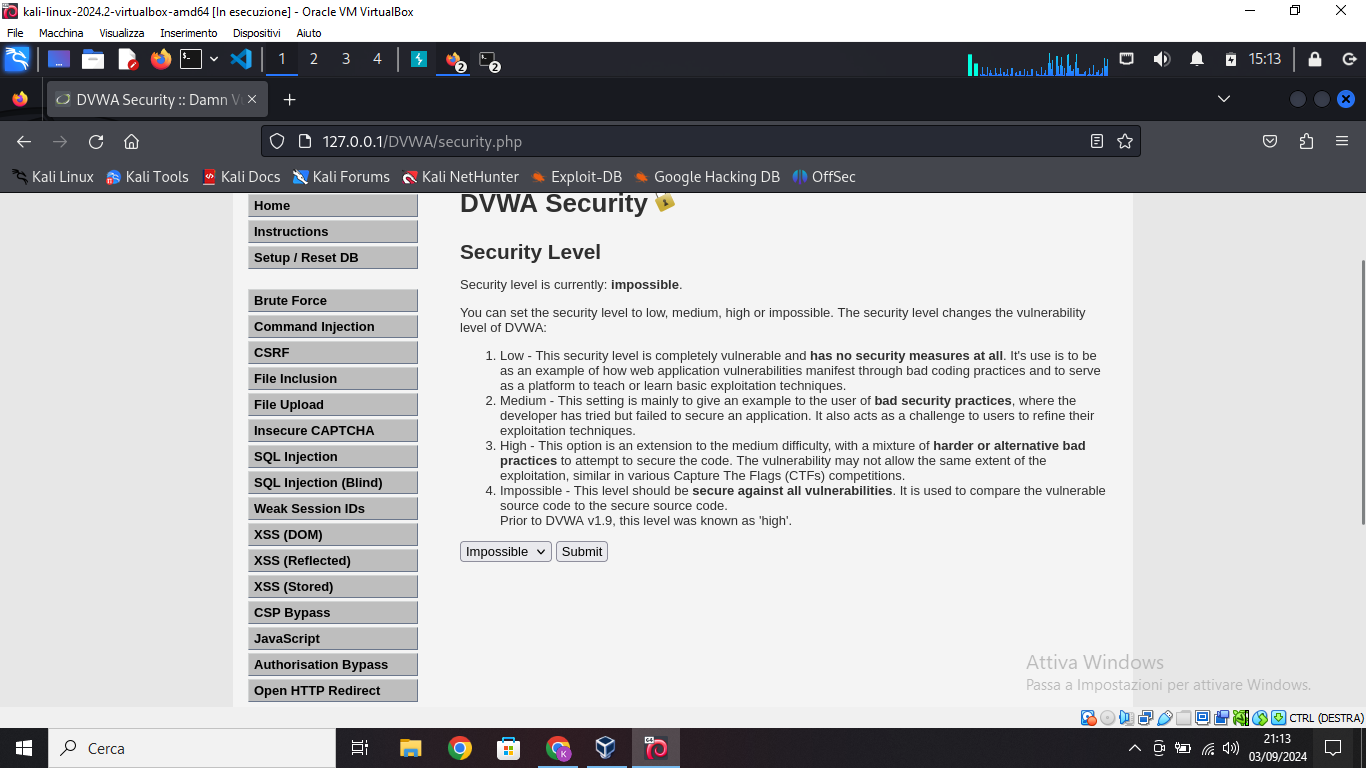 kali-linux-2024.2-virtualbox-amd64 [In esecuzione] - Oracle VM VirtualBox
File Macchina Visualizza Inserimento Dispositivi Aiuto
1 2 3 4 2 2 15:13
DVWA Security :: Damn Vu
127.0.0.1/DVWA/security.php
Kali Linux Kali Tools Kali Docs Kali Forums Kali NetHunter Exploit-DB Google Hacking DB OffSec
Home
Instructions
Setup / Reset DB
Brute Force
Command Injection
CSRF
File Inclusion
File Upload
Insecure CAPTCHA
SQL Injection
SQL Injection (Blind)
Weak Session IDs
XSS (DOM)
XSS (Reflected)
XSS (Stored)
CSP Bypass
JavaScript
Authorisation Bypass
Open HTTP Redirect
DVWA Security
Security Level
Security level is currently: impossible.
You can set the security level to low, medium, high or impossible. The security level changes the vulnerability
level of DVWA:
1. Low - This security level is completely vulnerable and has no security measures at all. It's use is to be
as an example of how web application vulnerabilities manifest through bad coding practices and to serve
as a platform to teach or learn basic exploitation techniques.
2. Medium - This setting is mainly to give an example to the user of bad security practices, where the
developer has tried but failed to secure an application. It also acts as a challenge to users to refine their
exploitation techniques.
3. High - This option is an extension to the medium difficulty, with a mixture of harder or alternative bad
practices to attempt to secure the code. The vulnerability may not allow the same extent of the
exploitation, similar in various Capture The Flags (CTFs) competitions.
4. Impossible - This level should be secure against all vulnerabilities. It is used to compare the vulnerable
source code to the secure source code.
Prior to DVWA v1.9, this level was known as 'high'.
Impossible Submit
Attiva Windows
Passa a Impostazioni per attivare Windows.
CTRL (DESTRA)
Cerca
21:13
03/09/2024